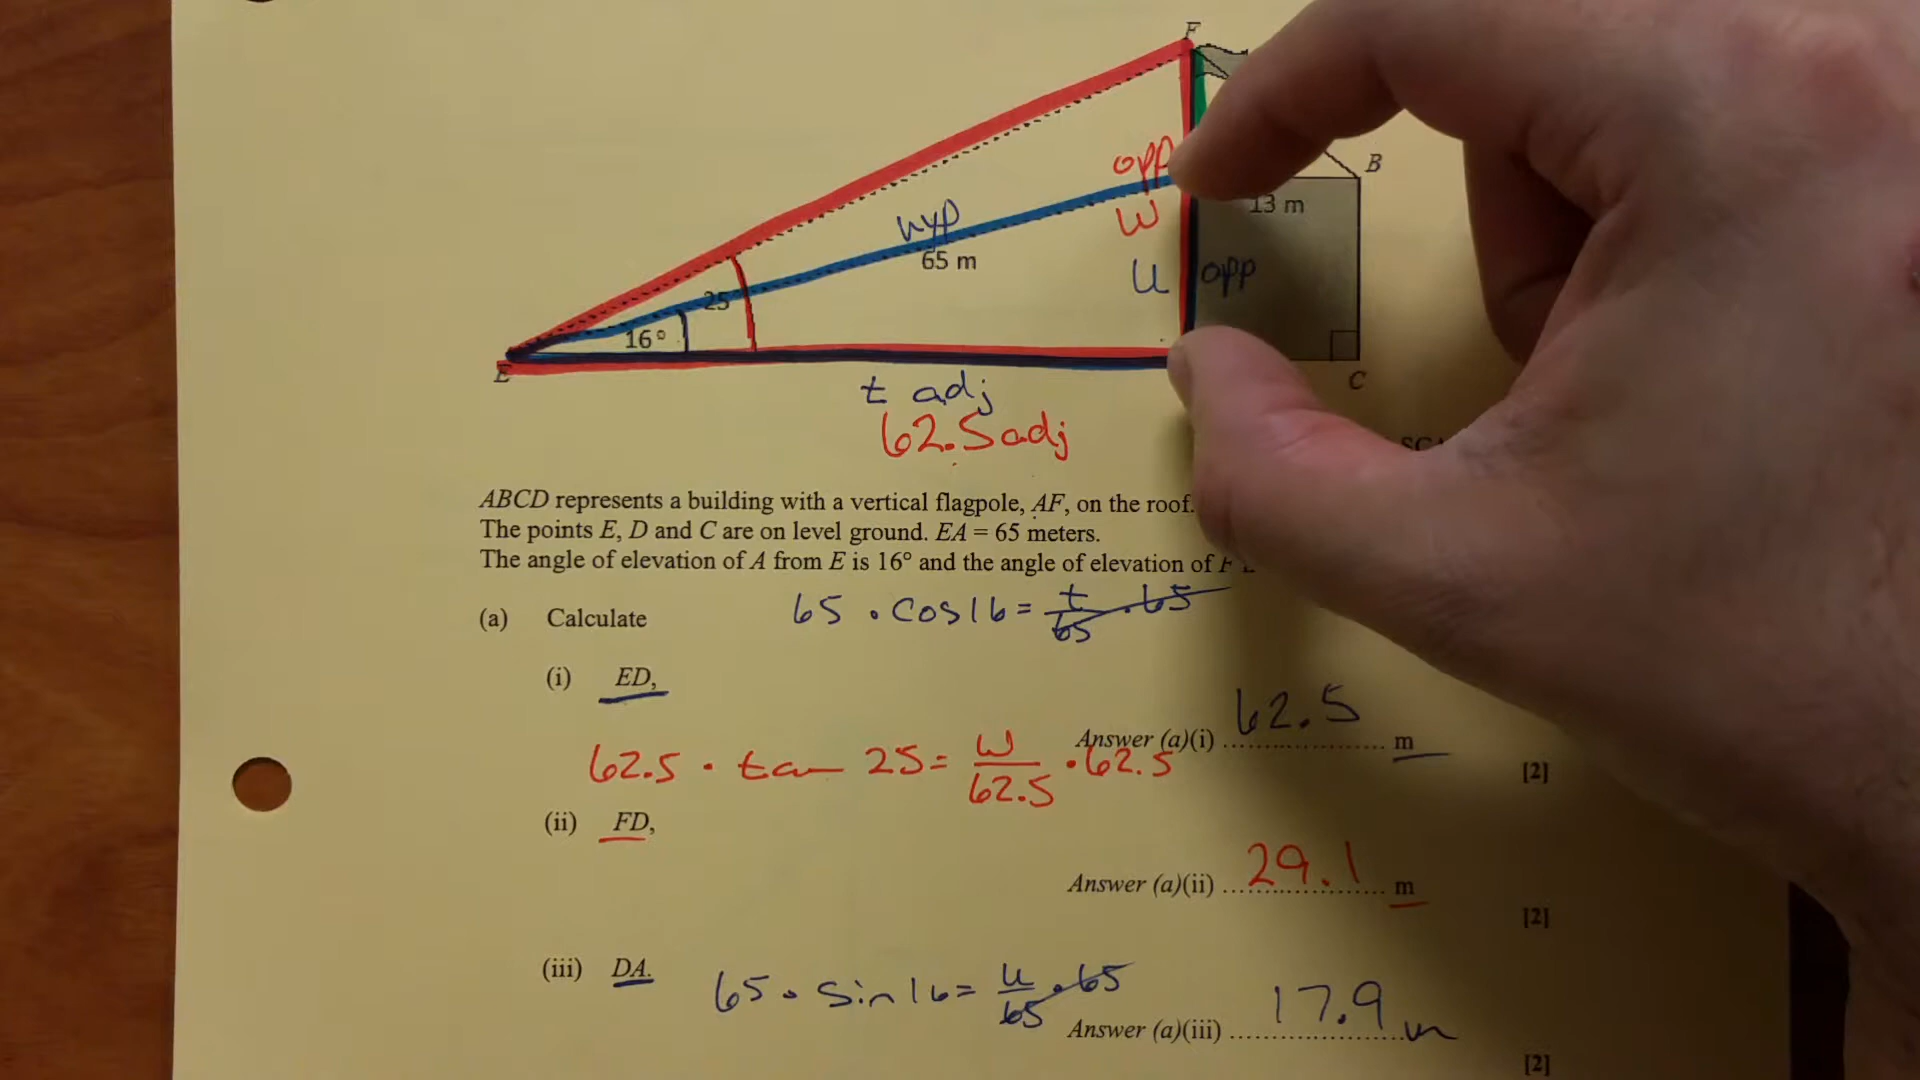 F
opp
B
hyp
13 m
W
65 m
u opp
25
16°
E
t adj
C
62.5 adj
ABCD represents a building with a vertical flagpole, AF, on the roof.
The points E, D and C are on level ground. EA = 65 meters.
The angle of elevation of A from E is 16° and the angle of elevation of F
65 · cos 16 = t/65 · 65
(a) Calculate
(i) ED,
62.5
Answer (a)(i) .................... m
62.5 · tan 25 = W/62.5 · 62.5
[2]
(ii) FD,
29.1
Answer (a)(ii) .................... m
[2]
(iii) DA.
65 · sin 16 = u/65 · 65
17.9 m
Answer (a)(iii) ....................
[2]